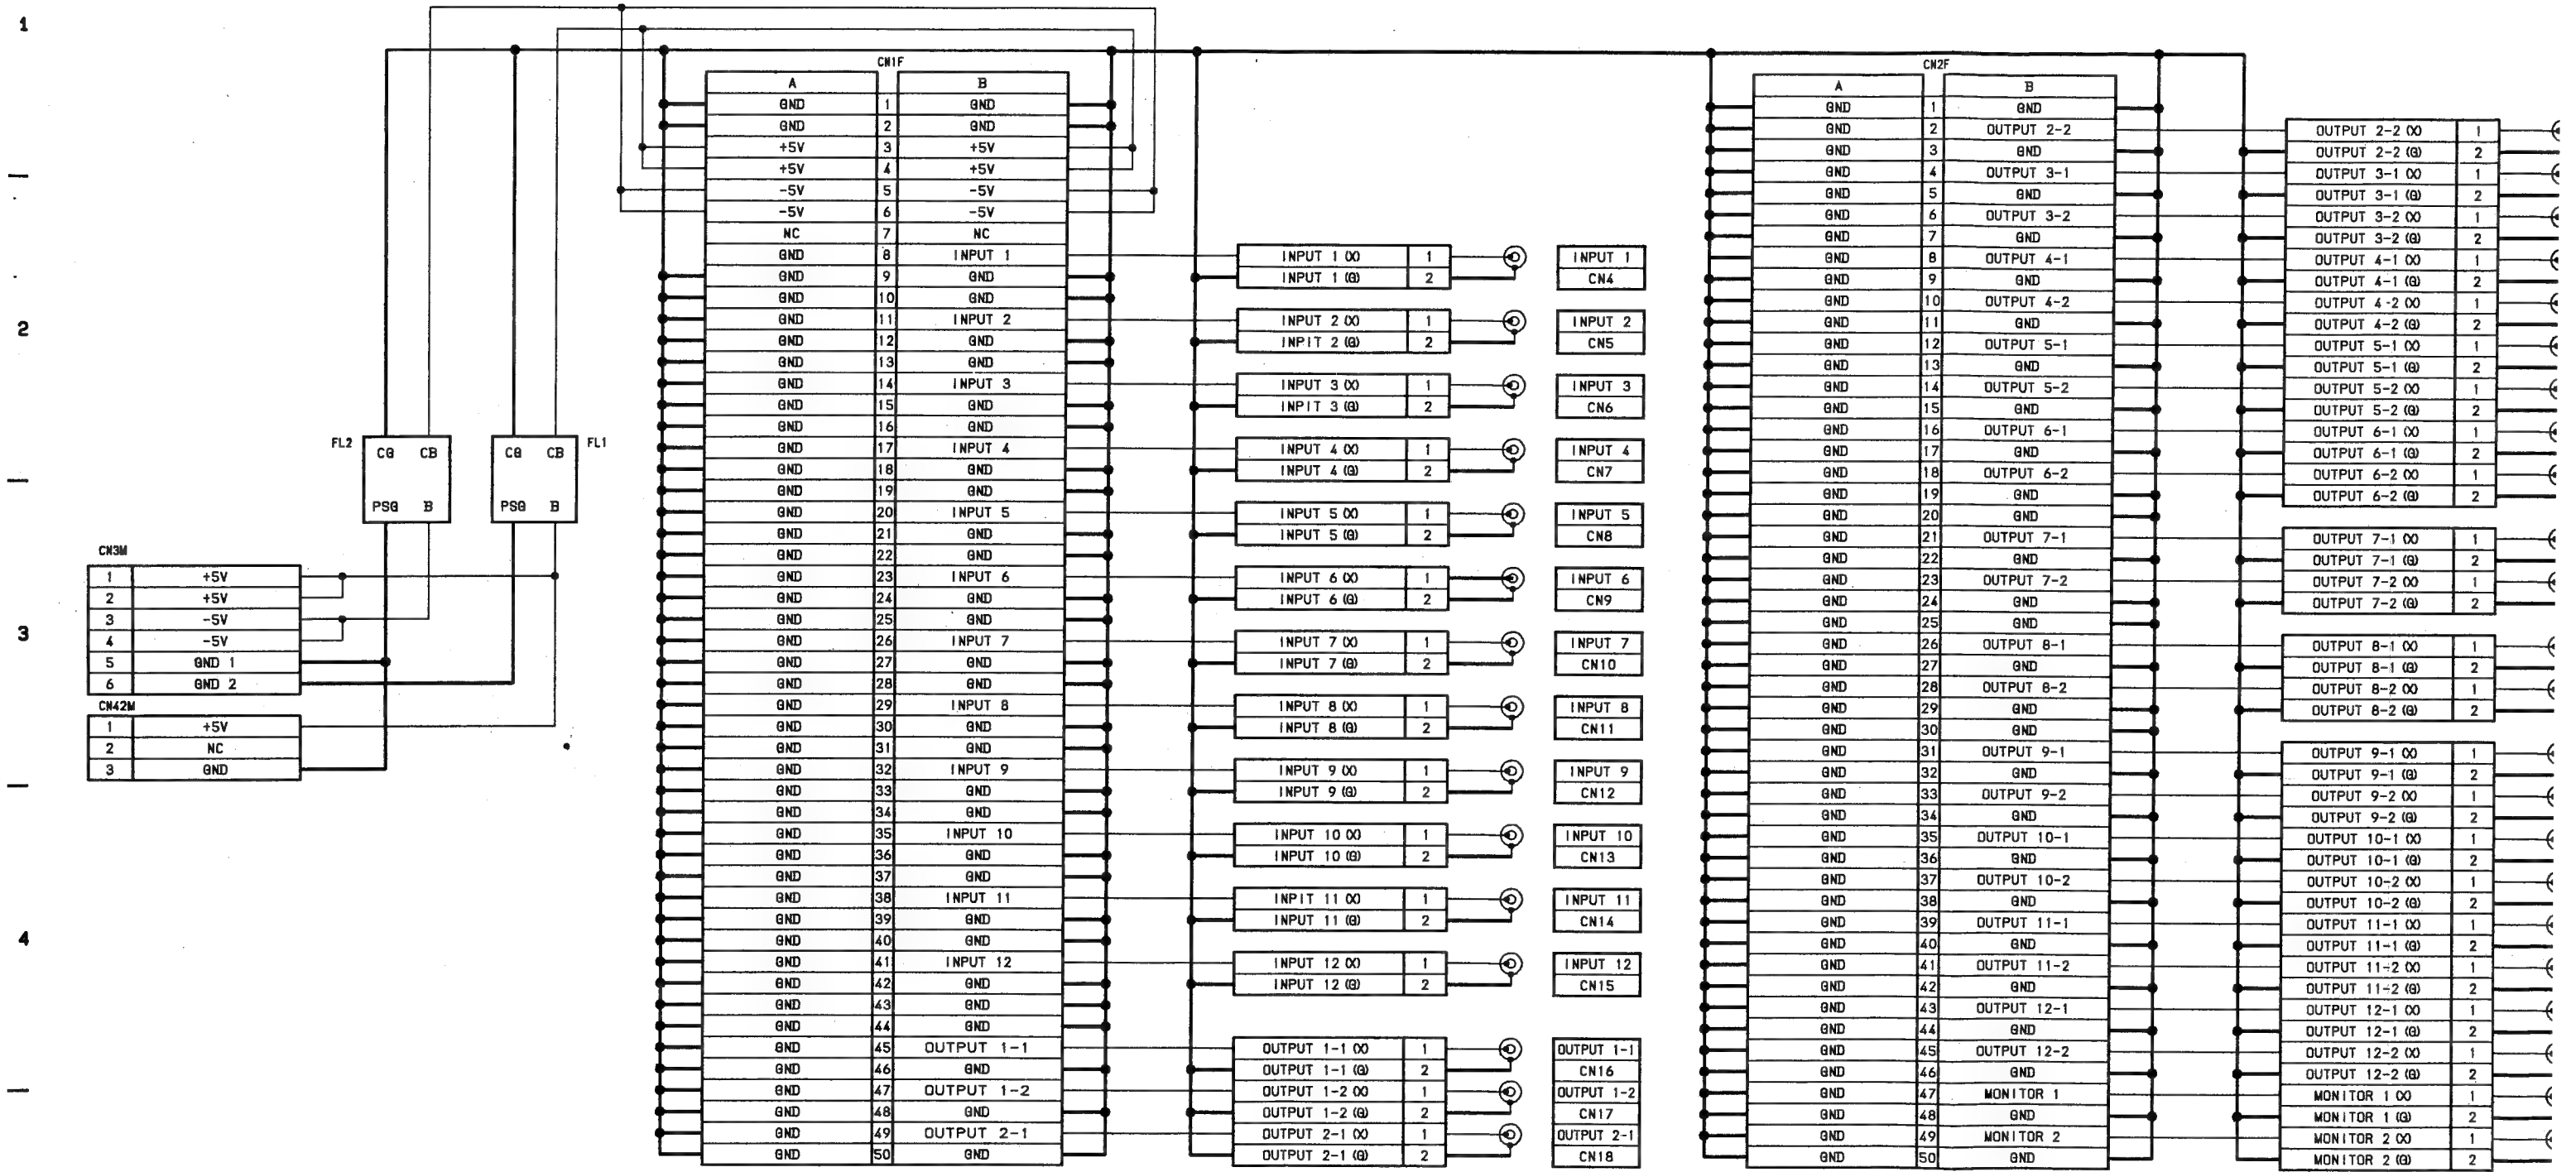 1
2
3
4
FL2
CG CB
PSG B
FL1
CG CB
PSG B
CN3M
1 +5V
2 +5V
3 -5V
4 -5V
5 GND 1
6 GND 2
CN42M
1 +5V
2 NC
3 GND
CN1F
A B
GND 1 GND
GND 2 GND
+5V 3 +5V
+5V 4 +5V
-5V 5 -5V
-5V 6 -5V
NC 7 NC
GND 8 INPUT 1
GND 9 GND
GND 10 GND
GND 11 INPUT 2
GND 12 GND
GND 13 GND
GND 14 INPUT 3
GND 15 GND
GND 16 GND
GND 17 INPUT 4
GND 18 GND
GND 19 GND
GND 20 INPUT 5
GND 21 GND
GND 22 GND
GND 23 INPUT 6
GND 24 GND
GND 25 GND
GND 26 INPUT 7
GND 27 GND
GND 28 GND
GND 29 INPUT 8
GND 30 GND
GND 31 GND
GND 32 INPUT 9
GND 33 GND
GND 34 GND
GND 35 INPUT 10
GND 36 GND
GND 37 GND
GND 38 INPUT 11
GND 39 GND
GND 40 GND
GND 41 INPUT 12
GND 42 GND
GND 43 GND
GND 44 GND
GND 45 OUTPUT 1-1
GND 46 GND
GND 47 OUTPUT 1-2
GND 48 GND
GND 49 OUTPUT 2-1
GND 50 GND
INPUT 1 (X) 1 INPUT 1
INPUT 1 (G) 2 CN4
INPUT 2 (X) 1 INPUT 2
INPIT 2 (G) 2 CN5
INPUT 3 (X) 1 INPUT 3
INPIT 3 (G) 2 CN6
INPUT 4 (X) 1 INPUT 4
INPUT 4 (G) 2 CN7
INPUT 5 (X) 1 INPUT 5
INPUT 5 (G) 2 CN8
INPUT 6 (X) 1 INPUT 6
INPUT 6 (G) 2 CN9
INPUT 7 (X) 1 INPUT 7
INPUT 7 (G) 2 CN10
INPUT 8 (X) 1 INPUT 8
INPUT 8 (G) 2 CN11
INPUT 9 (X) 1 INPUT 9
INPUT 9 (G) 2 CN12
INPUT 10 (X) 1 INPUT 10
INPUT 10 (G) 2 CN13
INPIT 11 (X) 1 INPUT 11
INPUT 11 (G) 2 CN14
INPUT 12 (X) 1 INPUT 12
INPUT 12 (G) 2 CN15
OUTPUT 1-1 (X) 1 OUTPUT 1-1
OUTPUT 1-1 (G) 2 CN16
OUTPUT 1-2 (X) 1 OUTPUT 1-2
OUTPUT 1-2 (G) 2 CN17
OUTPUT 2-1 (X) 1 OUTPUT 2-1
OUTPUT 2-1 (G) 2 CN18
CN2F
A B
GND 1 GND
GND 2 OUTPUT 2-2
GND 3 GND
GND 4 OUTPUT 3-1
GND 5 GND
GND 6 OUTPUT 3-2
GND 7 GND
GND 8 OUTPUT 4-1
GND 9 GND
GND 10 OUTPUT 4-2
GND 11 GND
GND 12 OUTPUT 5-1
GND 13 GND
GND 14 OUTPUT 5-2
GND 15 GND
GND 16 OUTPUT 6-1
GND 17 GND
GND 18 OUTPUT 6-2
GND 19 GND
GND 20 GND
GND 21 OUTPUT 7-1
GND 22 GND
GND 23 OUTPUT 7-2
GND 24 GND
GND 25 GND
GND 26 OUTPUT 8-1
GND 27 GND
GND 28 OUTPUT 8-2
GND 29 GND
GND 30 GND
GND 31 OUTPUT 9-1
GND 32 GND
GND 33 OUTPUT 9-2
GND 34 GND
GND 35 OUTPUT 10-1
GND 36 GND
GND 37 OUTPUT 10-2
GND 38 GND
GND 39 OUTPUT 11-1
GND 40 GND
GND 41 OUTPUT 11-2
GND 42 GND
GND 43 OUTPUT 12-1
GND 44 GND
GND 45 OUTPUT 12-2
GND 46 GND
GND 47 MONITOR 1
GND 48 GND
GND 49 MONITOR 2
GND 50 GND
OUTPUT 2-2 (X) 1
OUTPUT 2-2 (G) 2
OUTPUT 3-1 (X) 1
OUTPUT 3-1 (G) 2
OUTPUT 3-2 (X) 1
OUTPUT 3-2 (G) 2
OUTPUT 4-1 (X) 1
OUTPUT 4-1 (G) 2
OUTPUT 4-2 (X) 1
OUTPUT 4-2 (G) 2
OUTPUT 5-1 (X) 1
OUTPUT 5-1 (G) 2
OUTPUT 5-2 (X) 1
OUTPUT 5-2 (G) 2
OUTPUT 6-1 (X) 1
OUTPUT 6-1 (G) 2
OUTPUT 6-2 (X) 1
OUTPUT 6-2 (G) 2
OUTPUT 7-1 (X) 1
OUTPUT 7-1 (G) 2
OUTPUT 7-2 (X) 1
OUTPUT 7-2 (G) 2
OUTPUT 8-1 (X) 1
OUTPUT 8-1 (G) 2
OUTPUT 8-2 (X) 1
OUTPUT 8-2 (G) 2
OUTPUT 9-1 (X) 1
OUTPUT 9-1 (G) 2
OUTPUT 9-2 (X) 1
OUTPUT 9-2 (G) 2
OUTPUT 10-1 (X) 1
OUTPUT 10-1 (G) 2
OUTPUT 10-2 (X) 1
OUTPUT 10-2 (G) 2
OUTPUT 11-1 (X) 1
OUTPUT 11-1 (G) 2
OUTPUT 11-2 (X) 1
OUTPUT 11-2 (G) 2
OUTPUT 12-1 (X) 1
OUTPUT 12-1 (G) 2
OUTPUT 12-2 (X) 1
OUTPUT 12-2 (G) 2
MONITOR 1 (X) 1
MONITOR 1 (G) 2
MONITOR 2 (X) 1
MONITOR 2 (G) 2